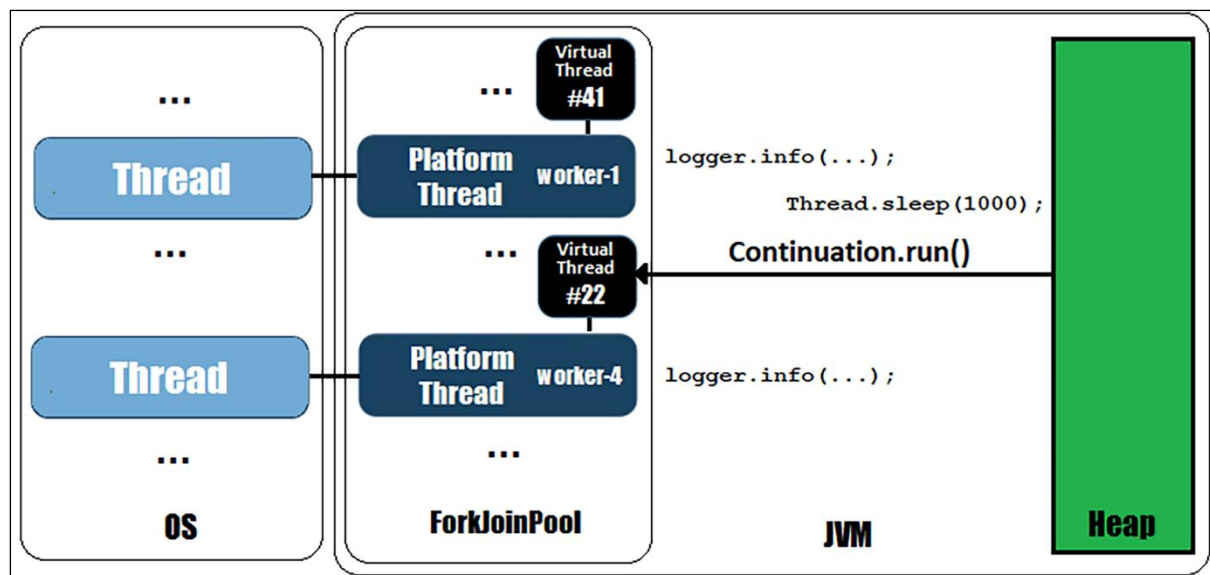 ...
...
Virtual
Thread
#41
Thread
Platform
Thread
worker-1
logger.info(...);
Thread.sleep(1000);
...
...
Virtual
Thread
#22
Continuation.run()
Thread
Platform
Thread
worker-4
logger.info(...);
...
...
OS
ForkJoinPool
JVM
Heap